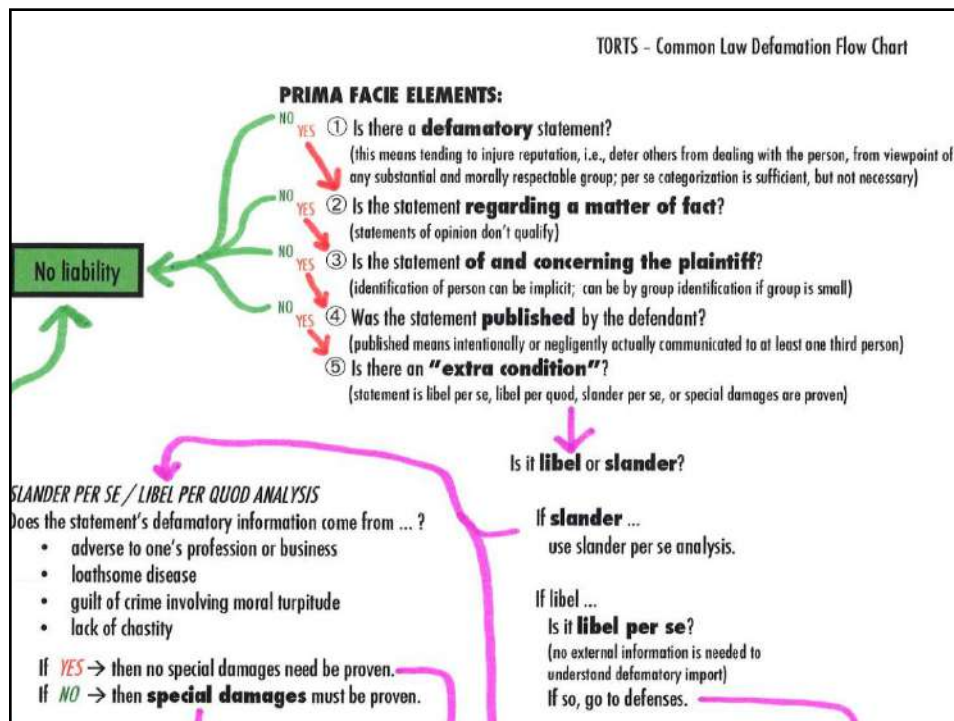 TORTS – Common Law Defamation Flow Chart
PRIMA FACIE ELEMENTS:
NO
YES ① Is there a defamatory statement?
(this means tending to injure reputation, i.e., deter others from dealing with the person, from viewpoint of
any substantial and morally respectable group; per se categorization is sufficient, but not necessary)
NO
YES ② Is the statement regarding a matter of fact?
(statements of opinion don't qualify)
NO
YES ③ Is the statement of and concerning the plaintiff?
(identification of person can be implicit; can be by group identification if group is small)
No liability
NO
YES ④ Was the statement published by the defendant?
(published means intentionally or negligently actually communicated to at least one third person)
⑤ Is there an "extra condition"?
(statement is libel per se, libel per quod, slander per se, or special damages are proven)
Is it libel or slander?
SLANDER PER SE / LIBEL PER QUOD ANALYSIS
Does the statement's defamatory information come from ... ?
• adverse to one's profession or business
• loathsome disease
• guilt of crime involving moral turpitude
• lack of chastity
If YES → then no special damages need be proven.
If NO → then special damages must be proven.
If slander ...
use slander per se analysis.
If libel ...
Is it libel per se?
(no external information is needed to
understand defamatory import)
If so, go to defenses.